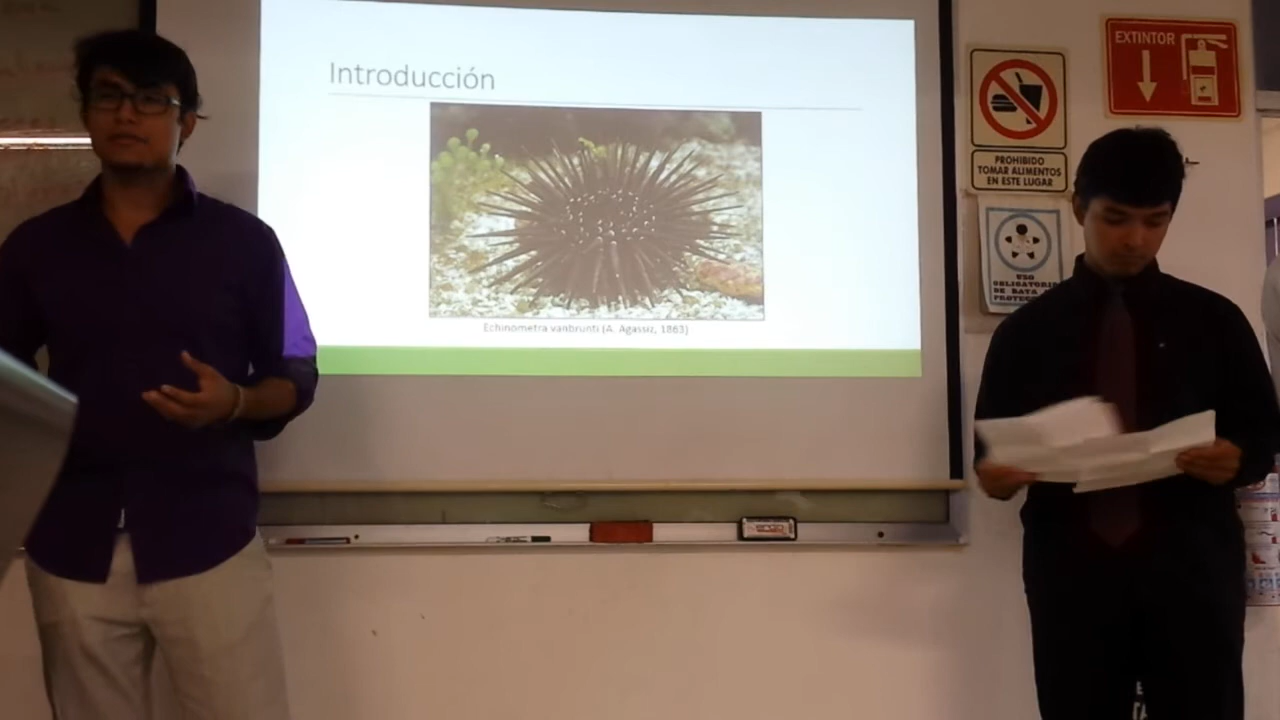 Introducción
Echinometra vanbrunti (A. Agassiz, 1863)
EXTINTOR
PROHIBIDO
TOMAR ALIMENTOS
EN ESTE LUGAR
USO
OBLIGATORIO
DE BATA